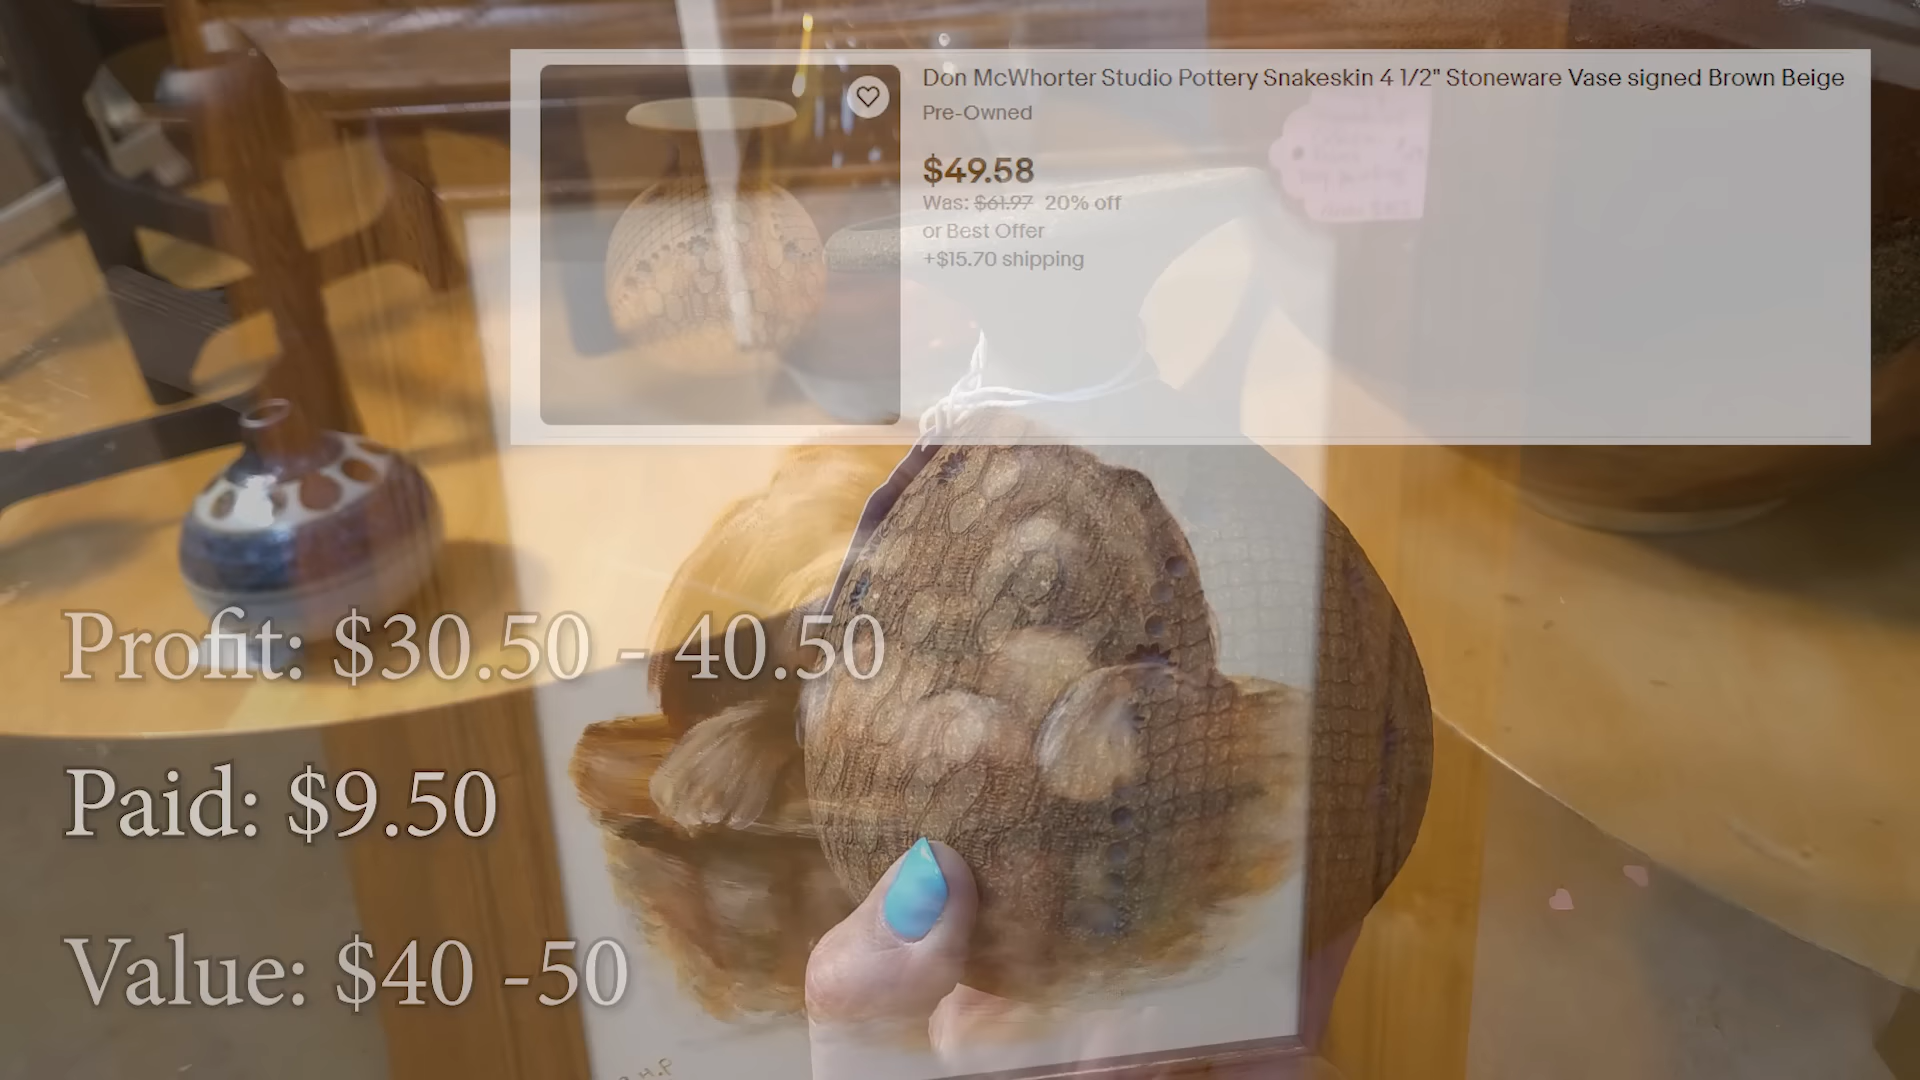 Don McWhorter Studio Pottery Snakeskin 4 1/2" Stoneware Vase signed Brown Beige
Pre-Owned
$49.58
Was: $61.97 20% off
or Best Offer
+$15.70 shipping
Profit: $30.50 - 40.50
Paid: $9.50
Value: $40 -50